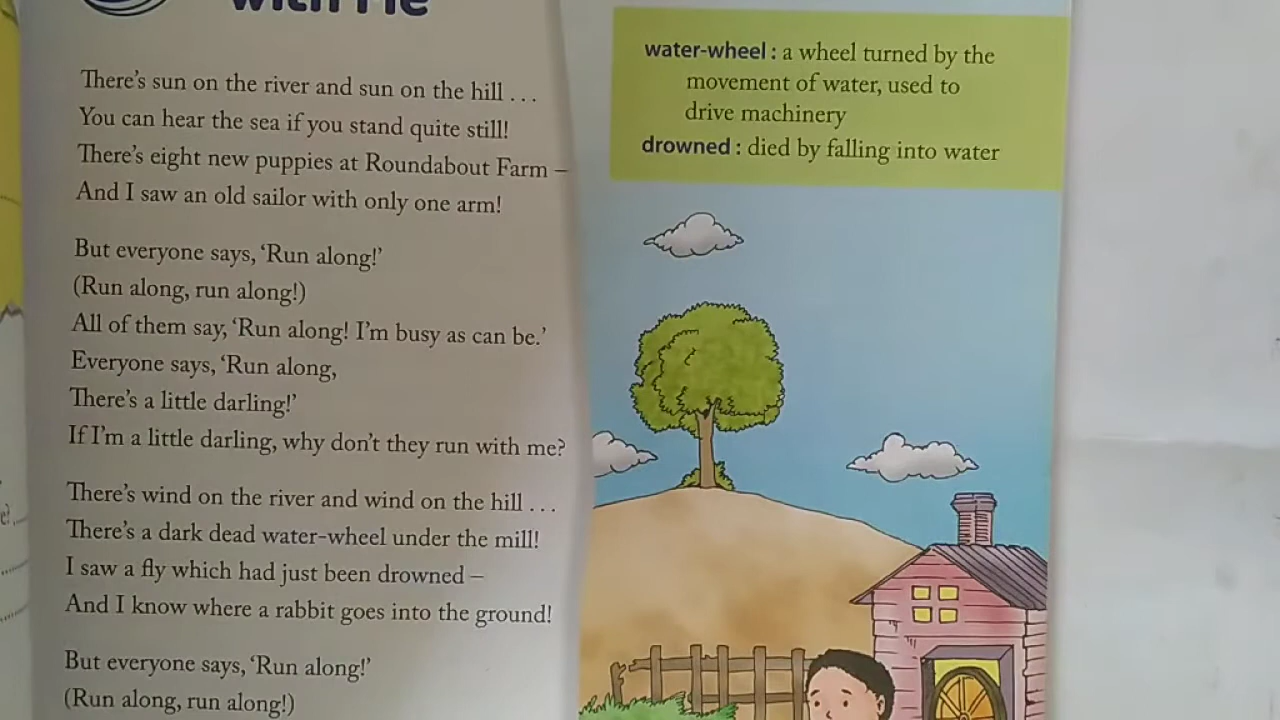 with Me
There's sun on the river and sun on the hill . . .
You can hear the sea if you stand quite still!
There's eight new puppies at Roundabout Farm –
And I saw an old sailor with only one arm!
But everyone says, ‘Run along!’
(Run along, run along!)
All of them say, ‘Run along! I'm busy as can be.’
Everyone says, ‘Run along,
There's a little darling!’
If I'm a little darling, why don't they run with me?
There's wind on the river and wind on the hill . . .
There's a dark dead water-wheel under the mill!
I saw a fly which had just been drowned –
And I know where a rabbit goes into the ground!
But everyone says, ‘Run along!’
(Run along, run along!)
water-wheel : a wheel turned by the
movement of water, used to
drive machinery
drowned : died by falling into water